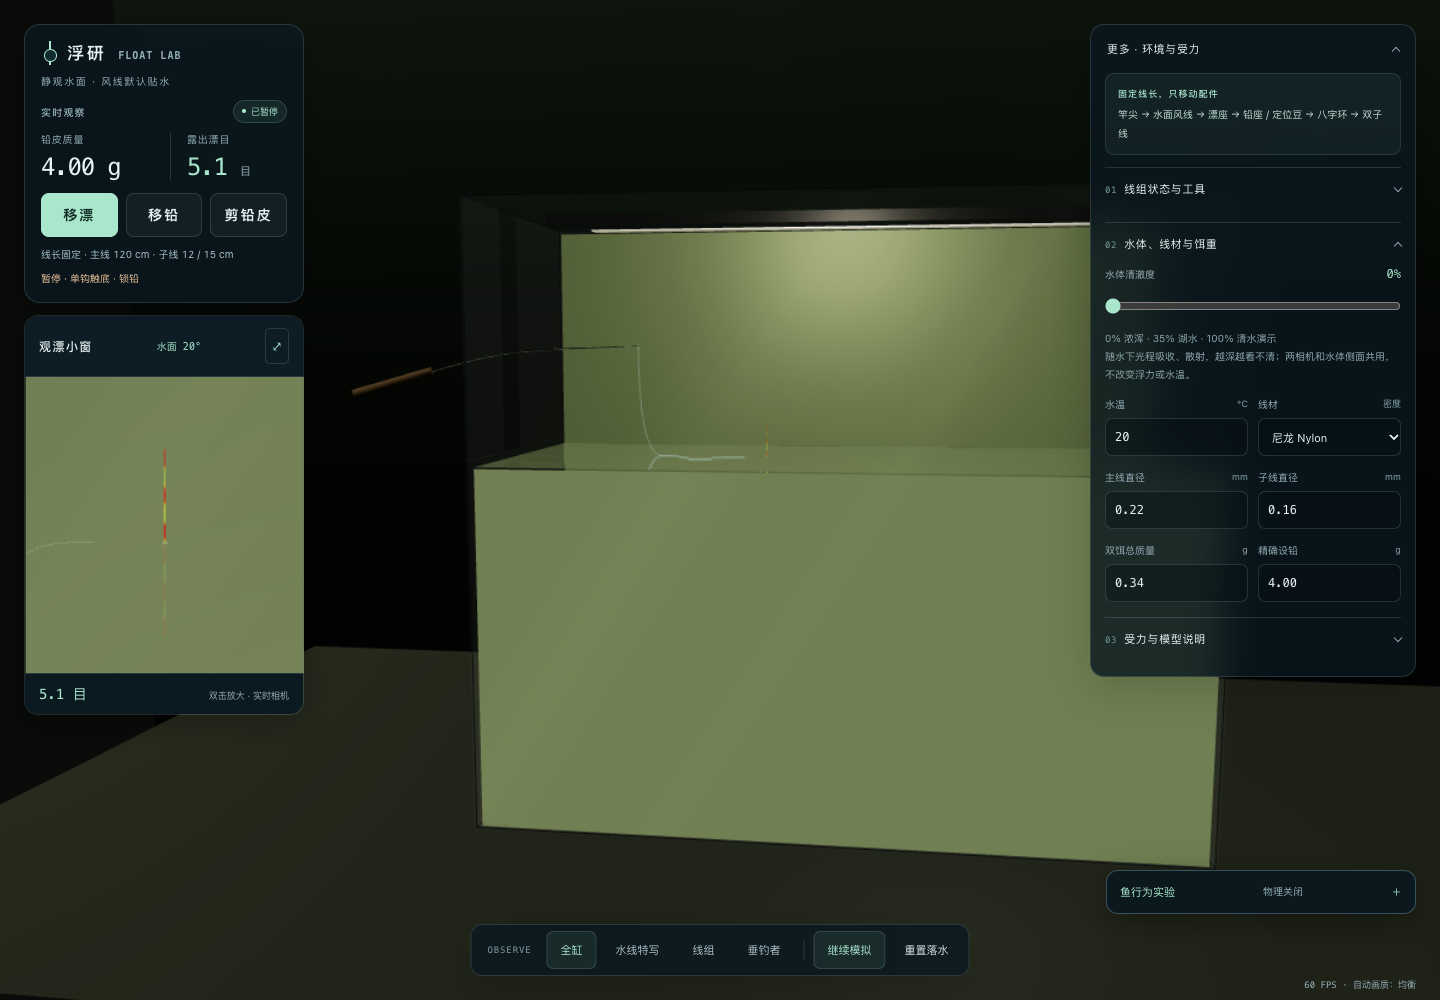 浮研 FLOAT LAB
静观水面 · 风线默认贴水
实时观察
已暂停
铅皮质量
4.00 g
露出漂目
5.1 目
移漂
移铅
剪铅皮
线长固定 · 主线 120 cm · 子线 12 / 15 cm
暂停 · 单钩触底 · 锁铅
观漂小窗
水面 20°
5.1 目
双击放大 · 实时相机
更多 · 环境与受力
固定线长，只移动配件
竿尖 → 水面风线 → 漂座 → 铅座 / 定位豆 → 八字环 → 双子
线
01 线组状态与工具
02 水体、线材与饵重
水体清澈度
0%
0% 浓浑 · 35% 湖水 · 100% 清水演示
随水下光程吸收、散射，越深越看不清；两相机和水体侧面共用，
不改变浮力或水温。
水温 °C
线材 密度
20
尼龙 Nylon
主线直径 mm
子线直径 mm
0.22
0.16
双饵总质量 g
精确设铅 g
0.34
4.00
03 受力与模型说明
鱼行为实验
物理关闭
+
OBSERVE
全缸
水线特写
线组
垂钓者
继续模拟
重置落水
60 FPS · 自动画质：均衡